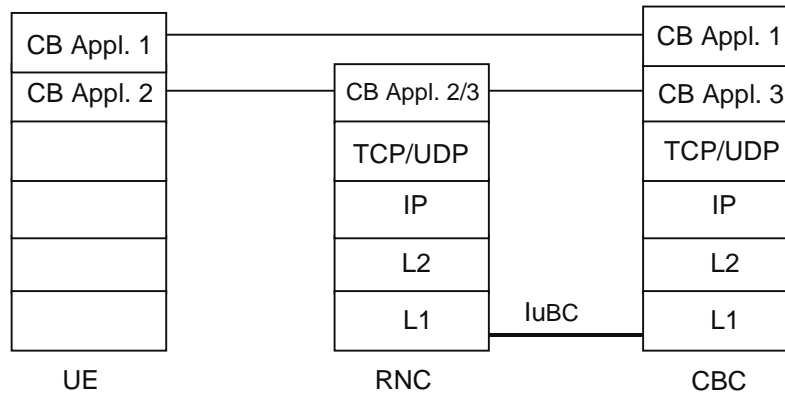 CB Appl. 1
CB Appl. 1
CB Appl. 2
CB Appl. 2/3
CB Appl. 3
TCP/UDP
TCP/UDP
IP
IP
L2
L2
L1
IuBC
L1
UE
RNC
CBC